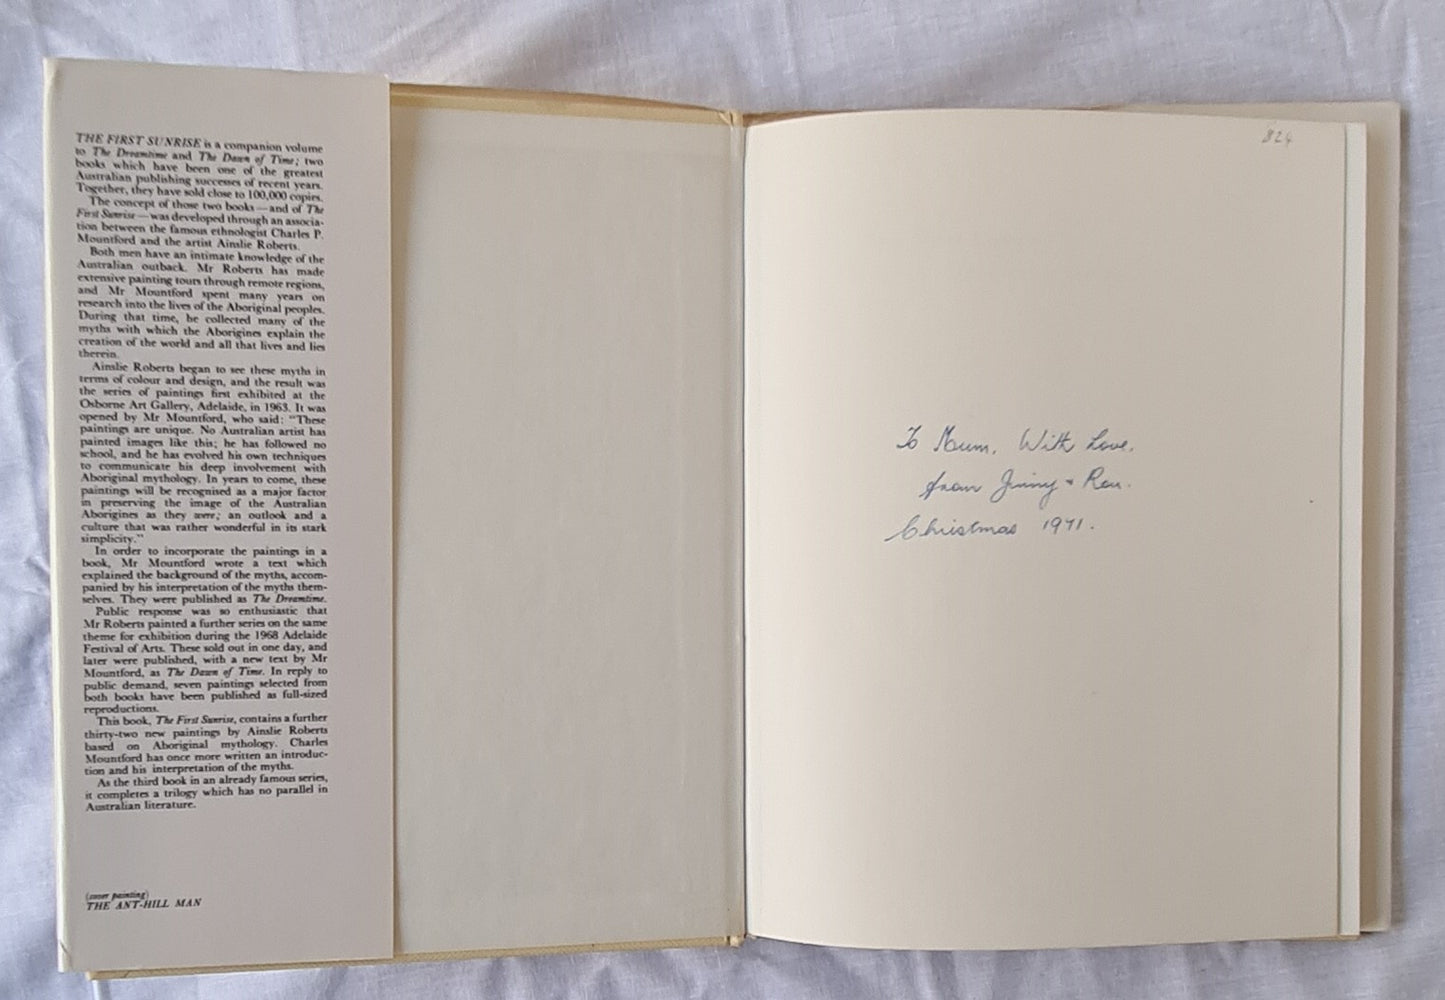 THE FIRST SUNRISE is a companion volume
to The Dreamtime and The Dawn of Time; two
books which have been one of the greatest
Australian publishing successes of recent years.
Together, they have sold close to 100,000 copies.
The concept of those two books—and of The
First Sunrise—was developed through an associa-
tion between the famous ethnologist Charles P.
Mountford and the artist Ainslie Roberts.
Both men have an intimate knowledge of the
Australian outback. Mr Roberts has made
extensive painting tours through remote regions,
and Mr Mountford spent many years on
research into the lives of the Aboriginal peoples.
During that time, he collected many of the
myths with which the Aborigines explain the
creation of the world and all that lives and lies
therein.
Ainslie Roberts began to see these myths in
terms of colour and design, and the result was
the series of paintings first exhibited at the
Osborne Art Gallery, Adelaide, in 1963. It was
opened by Mr Mountford, who said: "These
paintings are unique. No Australian artist has
painted images like this; he has followed no
school, and he has evolved his own techniques
to communicate his deep involvement with
Aboriginal mythology. In years to come, these
paintings will be recognised as a major factor
in preserving the image of the Australian
Aborigines as they were; an outlook and a
culture that was rather wonderful in its stark
simplicity."
In order to incorporate the paintings in a
book, Mr Mountford wrote a text which
explained the background of the myths, accom-
panied by his interpretation of the myths them-
selves. They were published as The Dreamtime.
Public response was so enthusiastic that
Mr Roberts painted a further series on the same
theme for exhibition during the 1968 Adelaide
Festival of Arts. These sold out in one day, and
later were published, with a new text by Mr
Mountford, as The Dawn of Time. In reply to
public demand, seven paintings selected from
both books have been published as full-sized
reproductions.
This book, The First Sunrise, contains a further
thirty-two new paintings by Ainslie Roberts
based on Aboriginal mythology. Charles
Mountford has once more written an introduc-
tion and his interpretation of the myths.
As the third book in an already famous series,
it completes a trilogy which has no parallel in
Australian literature.
(cover painting)
THE ANT-HILL MAN
824
To Mum. With Love.
from Jinny + Ron.
Christmas 1971.